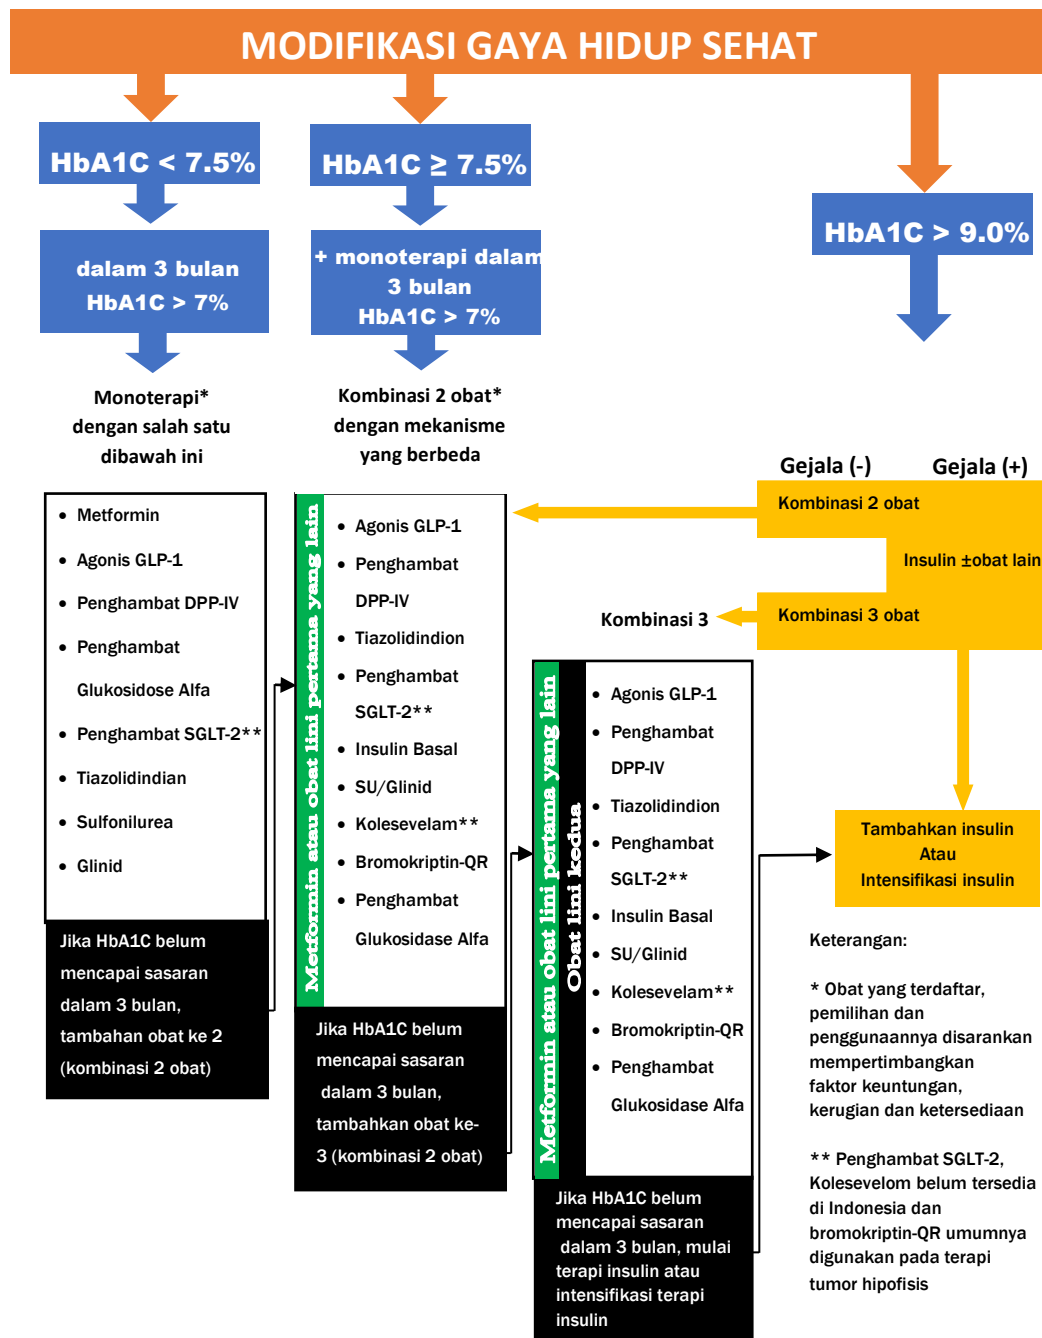 MODIFIKASI GAYA HIDUP SEHAT
HbA1C < 7.5%
dalam 3 bulan
HbA1C > 7%
Monoterapi*
dengan salah satu
dibawah ini
• Metformin
• Agonis GLP-1
• Penghambat DPP-IV
• Penghambat
Glukosidose Alfa
• Penghambat SGLT-2**
• Tiazolidindian
• Sulfonilurea
• Glinid
Jika HbA1C belum
mencapai sasaran
dalam 3 bulan,
tambahan obat ke 2
(kombinasi 2 obat)
HbA1C ≥ 7.5%
+ monoterapi dalam
3 bulan
HbA1C > 7%
Kombinasi 2 obat*
dengan mekanisme
yang berbeda
Metformin atau obat lini pertama yang lain
• Agonis GLP-1
• Penghambat
DPP-IV
• Tiazolidindion
• Penghambat
SGLT-2**
• Insulin Basal
• SU/Glinid
• Kolesevelam**
• Bromokriptin-QR
• Penghambat
Glukosidase Alfa
Jika HbA1C belum
mencapai sasaran
dalam 3 bulan,
tambahkan obat ke-
3 (kombinasi 2 obat)
HbA1C > 9.0%
Gejala (-)
Gejala (+)
Kombinasi 2 obat
Insulin ±obat lain
Kombinasi 3 obat
Kombinasi 3
Metformin atau obat lini pertama yang lain
Obat lini kedua
• Agonis GLP-1
• Penghambat
DPP-IV
• Tiazolidindion
• Penghambat
SGLT-2**
• Insulin Basal
• SU/Glinid
• Kolesevelam**
• Bromokriptin-QR
• Penghambat
Glukosidase Alfa
Jika HbA1C belum
mencapai sasaran
dalam 3 bulan, mulai
terapi insulin atau
intensifikasi terapi
insulin
Tambahkan insulin
Atau
Intensifikasi insulin
Keterangan:
* Obat yang terdaftar,
pemilihan dan
penggunaannya disarankan
mempertimbangkan
faktor keuntungan,
kerugian dan ketersediaan
** Penghambat SGLT-2,
Kolesevelom belum tersedia
di Indonesia dan
bromokriptin-QR umumnya
digunakan pada terapi
tumor hipofisis